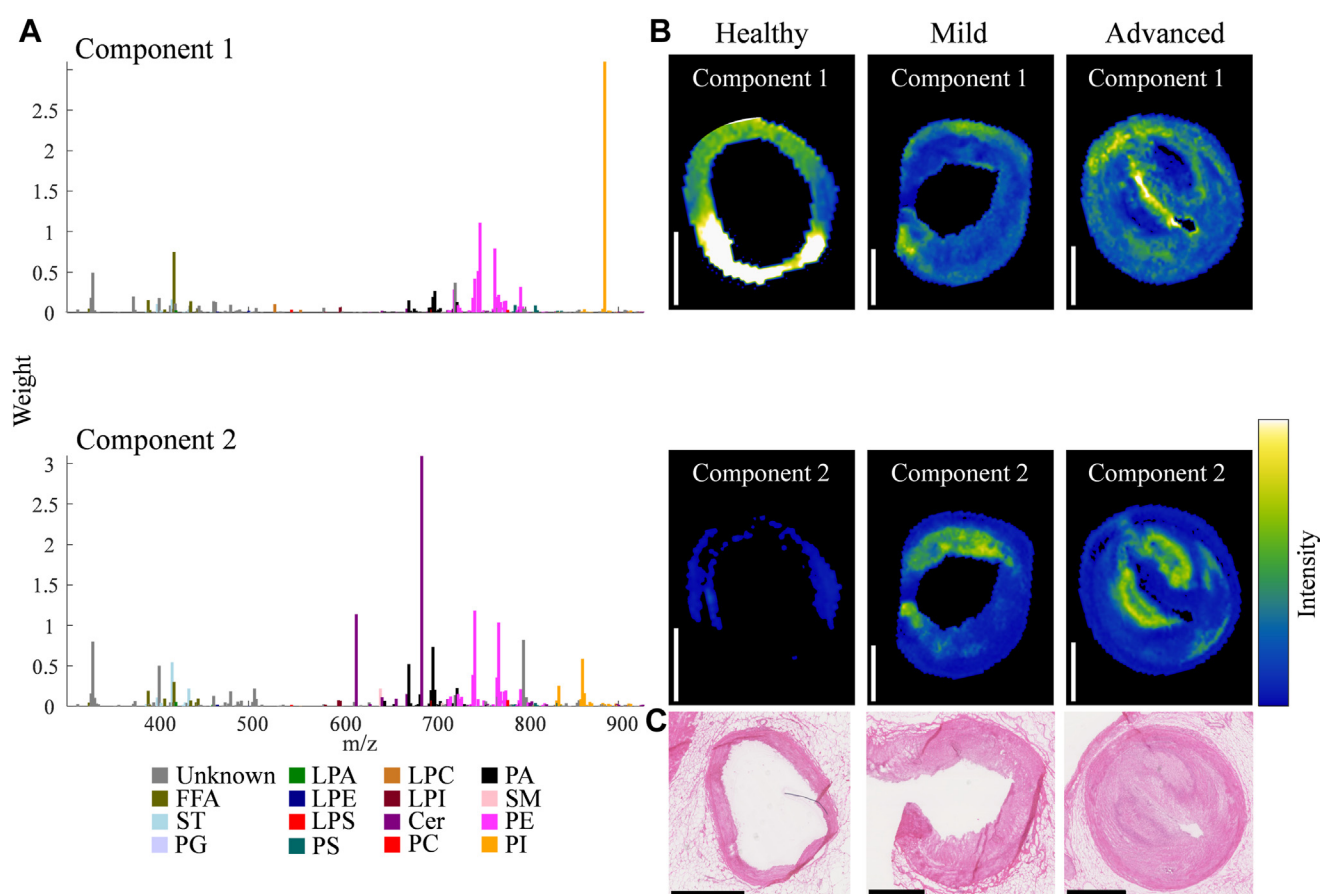 A
Component 1
2.5
2
1.5
1
0.5
0
Weight
Component 2
3
2.5
2
1.5
1
0.5
0
400 500 600 700 800 900
m/z
Unknown LPA LPC PA
FFA LPE LPI SM
ST LPS Cer PE
PG PS PC PI
B
Healthy Mild Advanced
Component 1 Component 1 Component 1
Component 2 Component 2 Component 2
Intensity
C